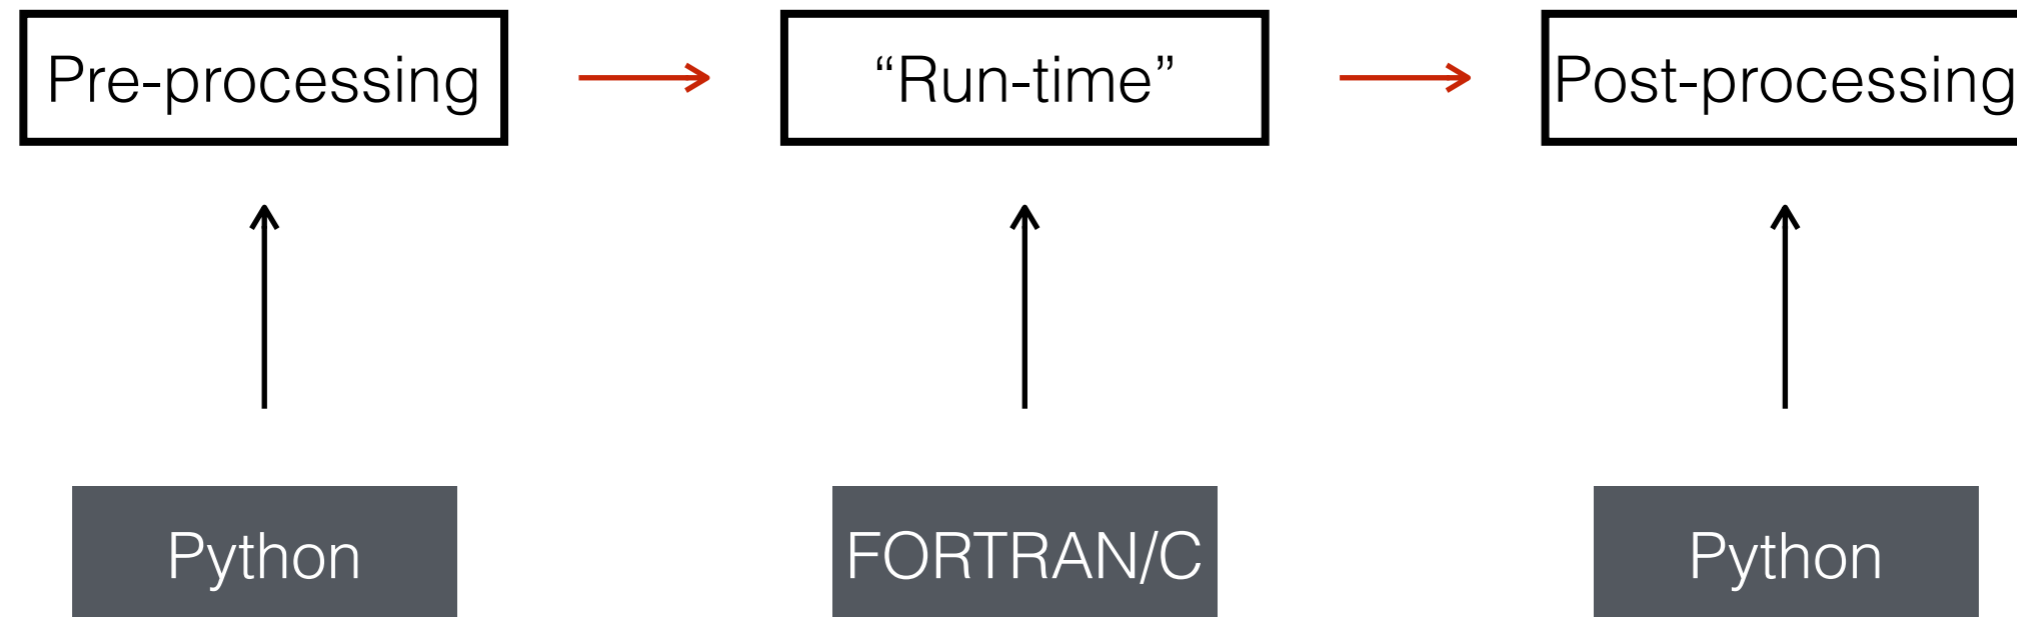 Pre-processing
“Run-time”
Post-processing
Python
FORTRAN/C
Python